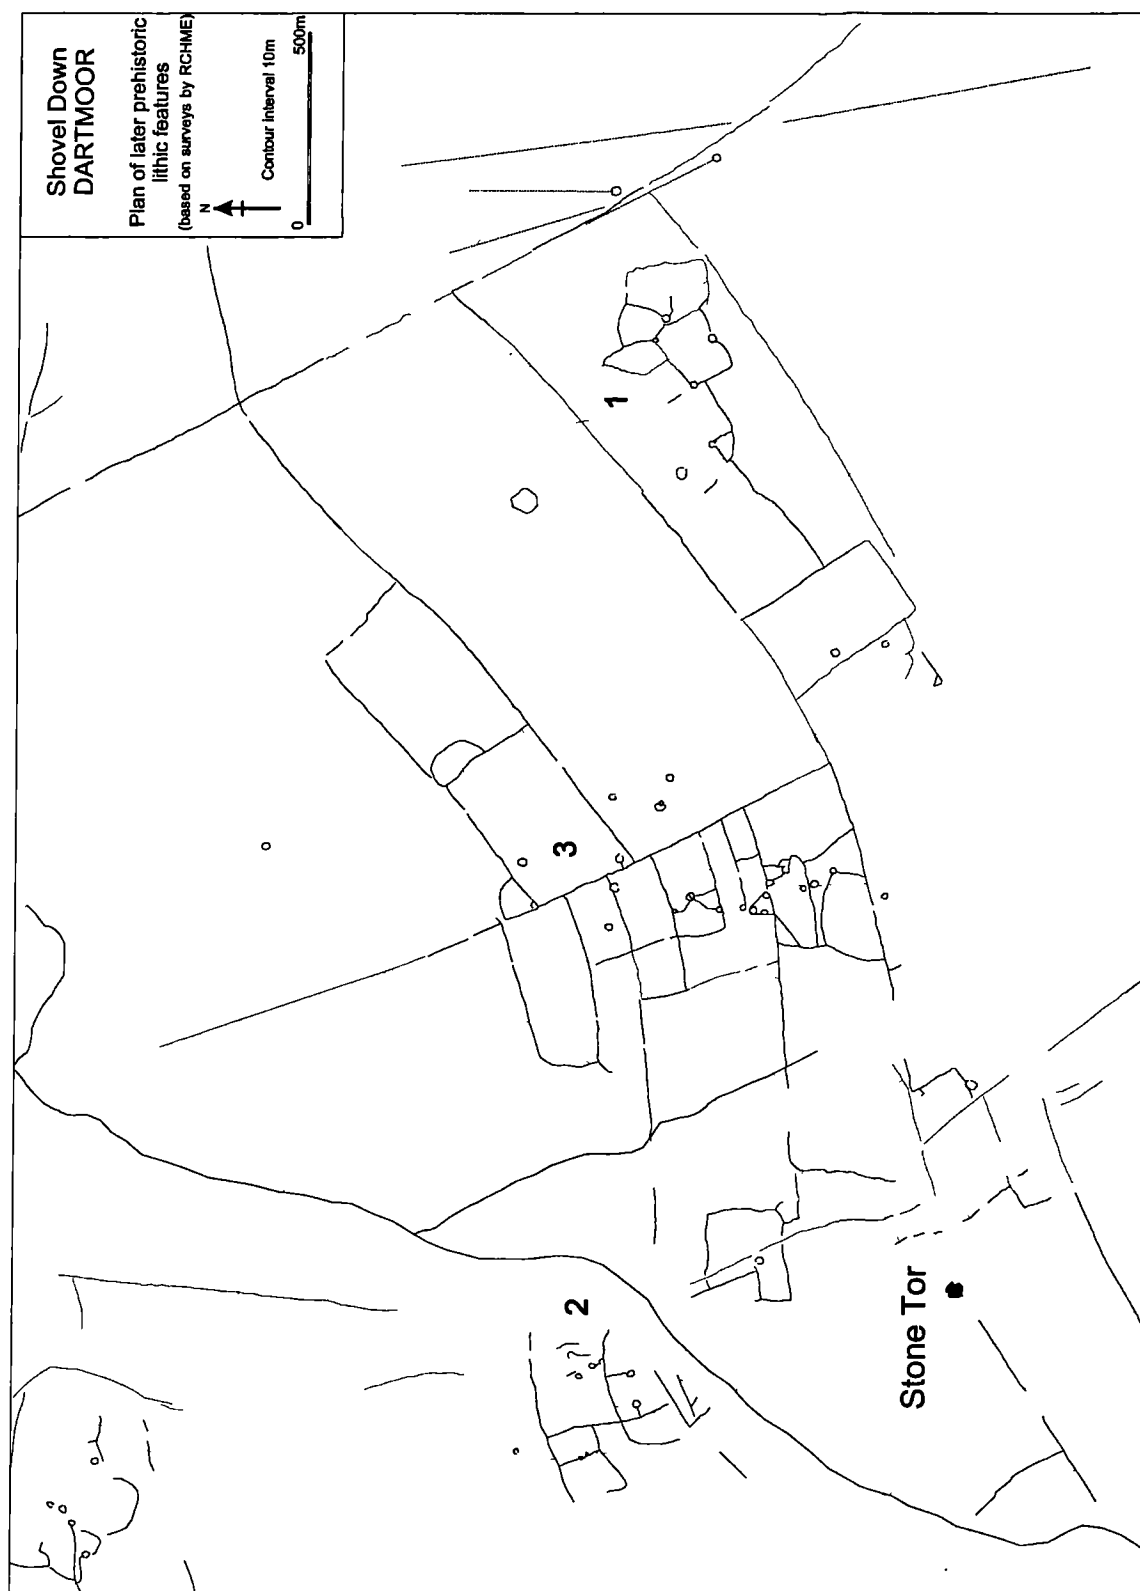 Shovel Down
DARTMOOR
Plan of later prehistoric
lithic features
(based on surveys by RCHME)
N
Contour Interval 10m
0
500m
1
3
2
Stone Tor